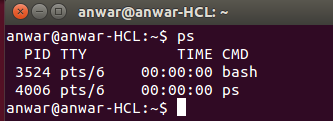 anwar@anwar-HCL: ~
anwar@anwar-HCL:~$ ps
  PID TTY          TIME CMD
 3524 pts/6    00:00:00 bash
 4006 pts/6    00:00:00 ps
anwar@anwar-HCL:~$